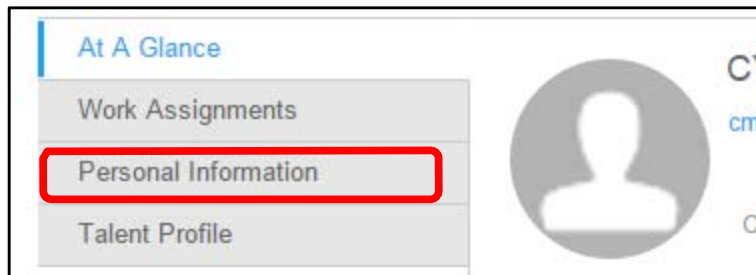 At A Glance
Work Assignments
Personal Information
Talent Profile